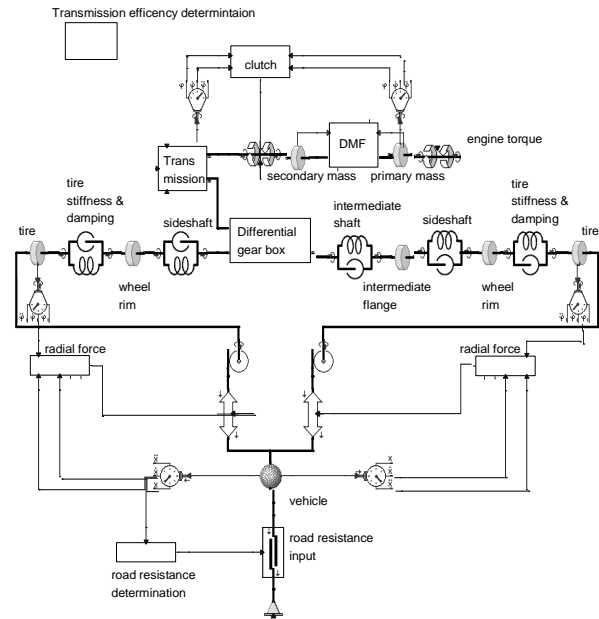 Transmission efficency determintaion
clutch
engine torque
DMF
Trans
mission
secondary mass
primary mass
tire
stiffness &
damping
tire
stiffness &
damping
intermediate
shaft
sideshaft
sideshaft
tire
tire
Differential
gear box
wheel
rim
intermediate
flange
wheel
rim
radial force
radial force
vehicle
road resistance
input
road resistance
determination